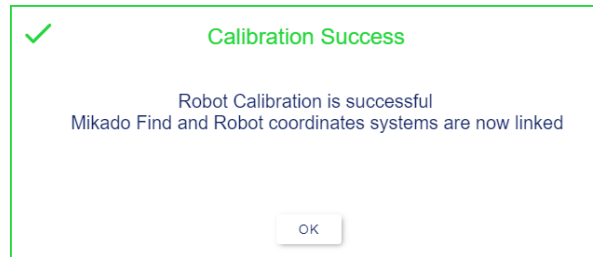 Calibration Success
Robot Calibration is successful
Mikado Find and Robot coordinates systems are now linked
OK